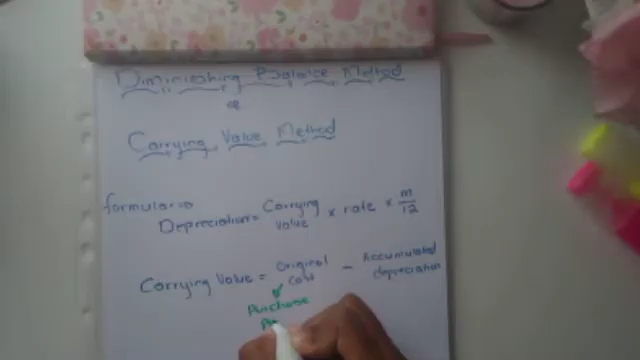 Diminishing Balance Method
or
Carrying Value Method
formula⇒
Depreciation = Carrying value × rate × m/12
Carrying Value = Original Cost − Accumulated depreciation
Purchase